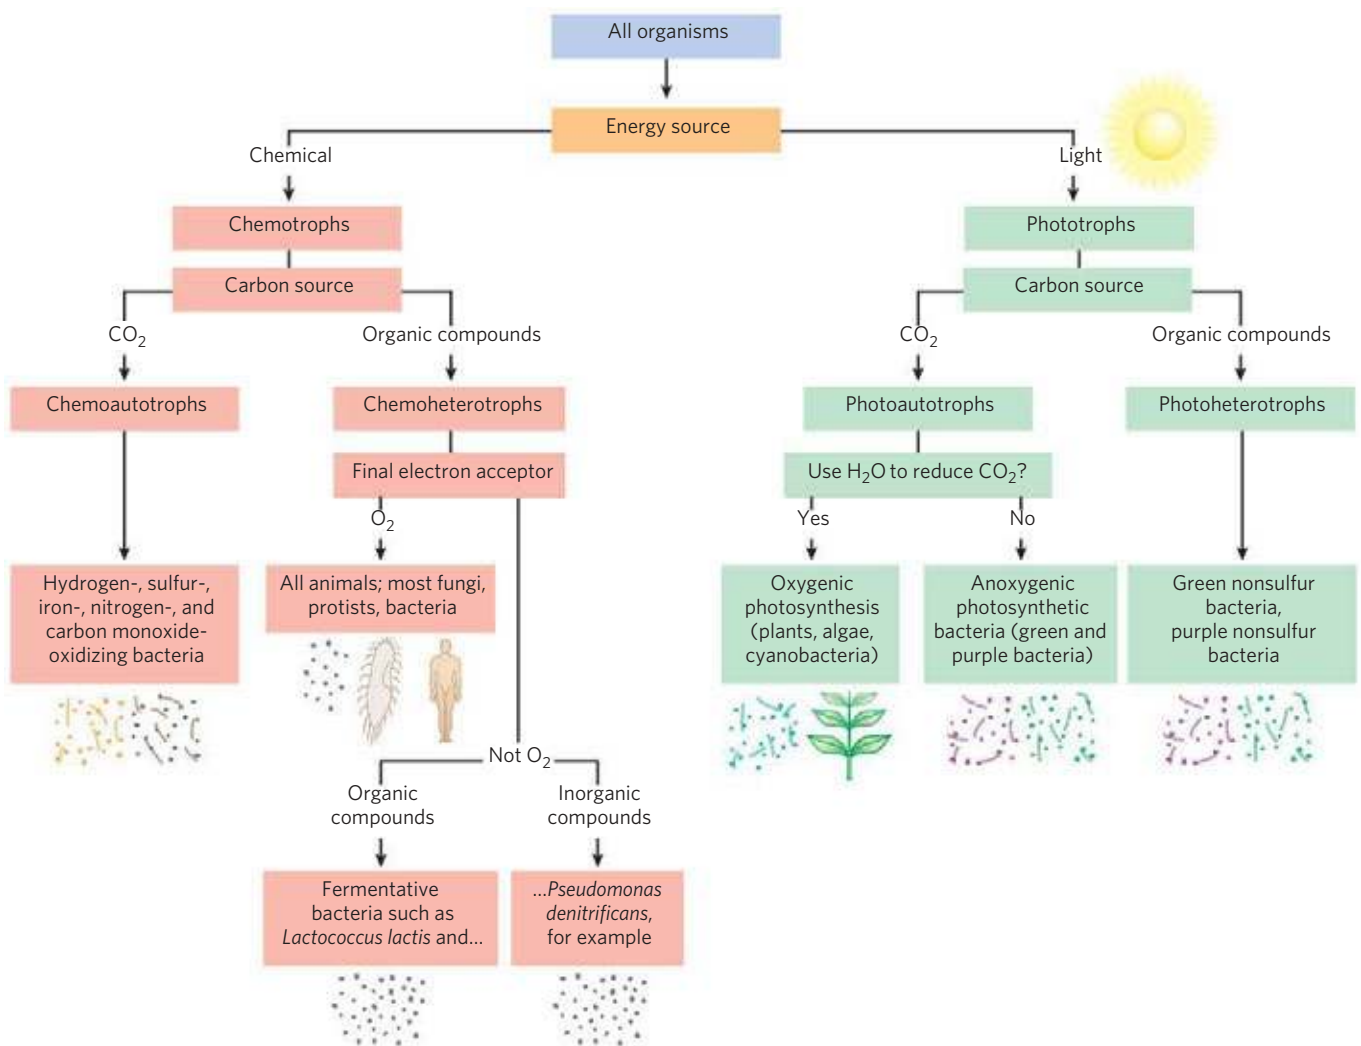 All organisms
Energy source
Chemical
Light
Chemotrophs
Phototrophs
Carbon source
Carbon source
CO₂
Organic compounds
CO₂
Organic compounds
Chemoautotrophs
Chemoheterotrophs
Photoautotrophs
Photoheterotrophs
Final electron acceptor
Use H₂O to reduce CO₂?
O₂
Yes
No
Hydrogen-, sulfur-,
iron-, nitrogen-, and
carbon monoxide-
oxidizing bacteria
All animals; most fungi,
protists, bacteria
Oxygenic
photosynthesis
(plants, algae,
cyanobacteria)
Anoxygenic
photosynthetic
bacteria (green and
purple bacteria)
Green nonsulfur
bacteria,
purple nonsulfur
bacteria
Not O₂
Organic
compounds
Inorganic
compounds
Fermentative
bacteria such as
Lactococcus lactis and...
...Pseudomonas
denitrificans,
for example